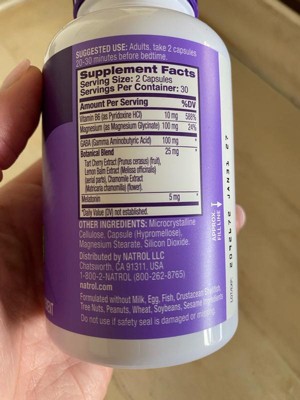 SUGGESTED USE: Adults, take 2 capsules
20-30 minutes before bedtime.
Supplement Facts
Serving Size: 2 Capsules
Servings Per Container: 30
Amount Per Serving %DV
Vitamin B6 (as Pyridoxine HCl) 10 mg 588%
Magnesium (as Magnesium Glycinate) 100 mg 24%
GABA (Gamma Aminobutyric Acid) 100 mg *
Botanical Blend 25 mg *
Tart Cherry Extract (Prunus cerasus) (fruit),
Lemon Balm Extract (Melissa officinalis)
(aerial parts), Chamomile Extract
(Matricaria chamomilla) (flower).
Melatonin 5 mg *
*Daily Value (DV) not established.
OTHER INGREDIENTS: Microcrystalline
Cellulose, Capsule (Hypromellose),
Magnesium Stearate, Silicon Dioxide.
Distributed by NATROL LLC
Chatsworth, CA 91311. USA
1-800-2-NATROL (800-262-8765)
natrol.com
Formulated without Milk, Egg, Fish, Crustacean Shellfish,
Tree Nuts, Peanuts, Wheat, Soybeans, Sesame
Do not use if safety seal is damaged or missing.
APPROX
FILL LINE